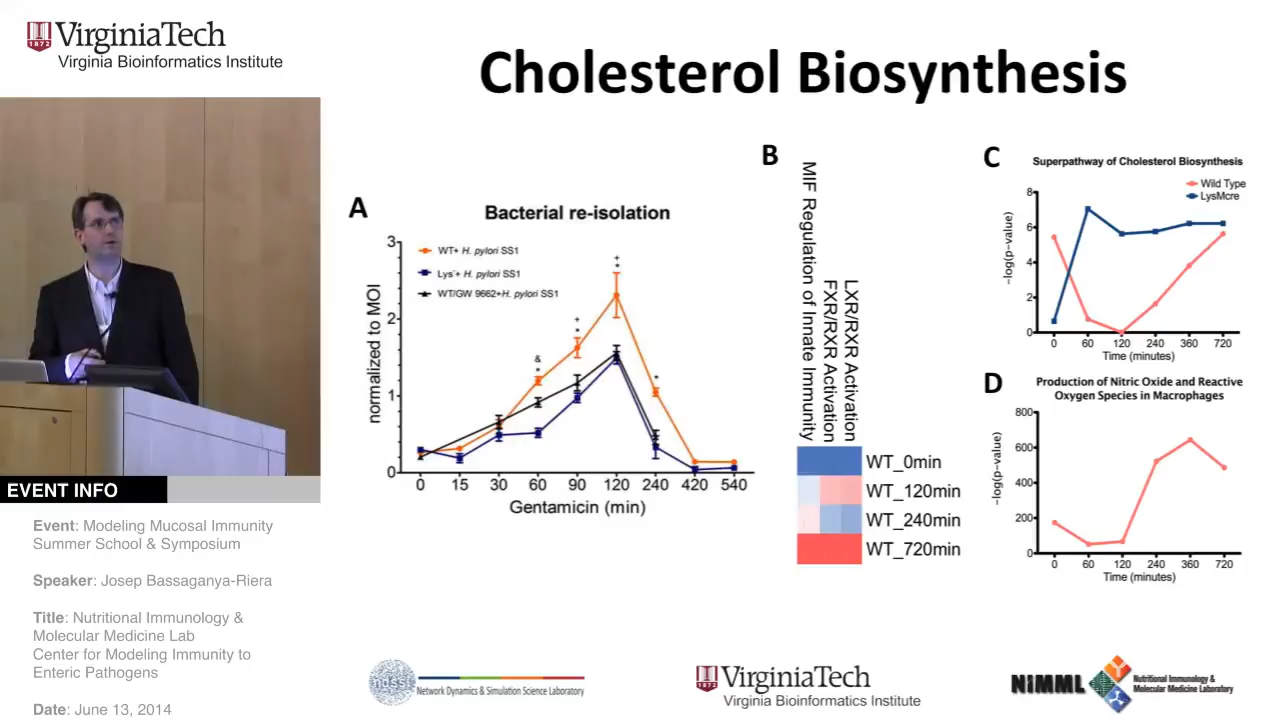 VirginiaTech
1872
Virginia Bioinformatics Institute
Cholesterol Biosynthesis
A
Bacterial re-isolation
WT+ H. pylori SS1
Lys-+ H. pylori SS1
WT/GW 9662+H. pylori SS1
normalized to MOI
3
2
1
0
&
*
+
*
+
*
*
0 15 30 60 90 120 240 420 540
Gentamicin (min)
B
MIF Regulation of Innate Immunity
FXR/RXR Activation
LXR/RXR Activation
WT_0min
WT_120min
WT_240min
WT_720min
C
Superpathway of Cholesterol Biosynthesis
Wild Type
LysMcre
-log(p-value)
8
6
4
2
0
0 60 120 240 360 720
Time (minutes)
D
Production of Nitric Oxide and Reactive
Oxygen Species in Macrophages
-log(p-value)
800
600
400
200
0
0 60 120 240 360 720
Time (minutes)
EVENT INFO
Event: Modeling Mucosal Immunity
Summer School & Symposium
Speaker: Josep Bassaganya-Riera
Title: Nutritional Immunology &
Molecular Medicine Lab
Center for Modeling Immunity to
Enteric Pathogens
Date: June 13, 2014
ndssl
Network Dynamics & Simulation Science Laboratory
VirginiaTech
1872
Virginia Bioinformatics Institute
NIMML
Nutritional Immunology &
Molecular Medicine Laboratory